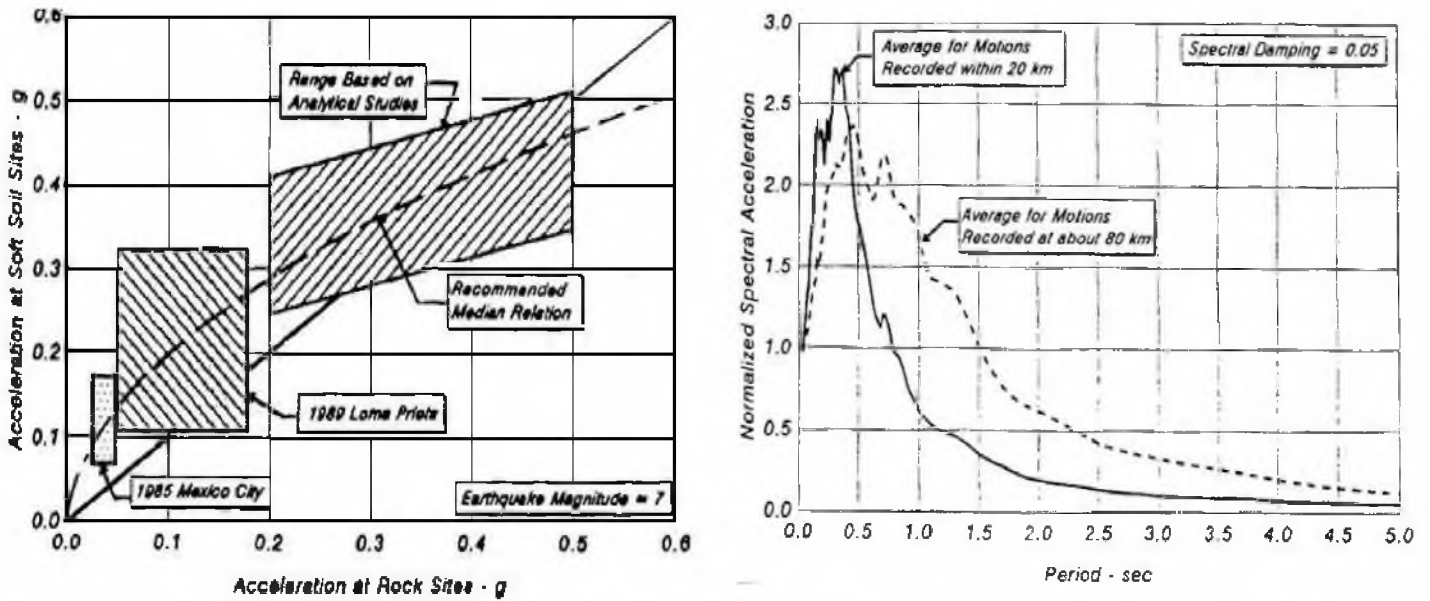 0.6
0.5
0.4
0.3
0.2
0.1
0.0
Acceleration at Soft Soil Sites - g
Range Based on
Analytical Studies
Recommended
Median Relation
1989 Loma Prieta
1985 Mexico City
Earthquake Magnitude ≈ 7
0.0 0.1 0.2 0.3 0.4 0.5 0.6
Acceleration at Rock Sites - g
3.0
2.5
2.0
1.5
1.0
0.5
0.0
Normalized Spectral Acceleration
Average for Motions
Recorded within 20 km
Spectral Damping = 0.05
Average for Motions
Recorded at about 80 km
0.0 0.5 1.0 1.5 2.0 2.5 3.0 3.5 4.0 4.5 5.0
Period - sec